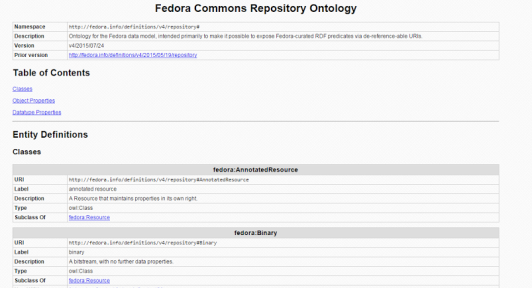 Fedora Commons Repository Ontology
Namespace http://fedora.info/definitions/v4/repository#
Description Ontology for the Fedora data model, intended primarily to make it possible to expose Fedora-curated RDF predicates via de-reference-able URIs.
Version v4/2015/07/24
Prior version http://fedora.info/definitions/v4/2015/05/19/repository
Table of Contents
Classes
Object Properties
Datatype Properties
Entity Definitions
Classes
fedora:AnnotatedResource
URI http://fedora.info/definitions/v4/repository#AnnotatedResource
Label annotated resource
Description A Resource that maintains properties in its own right.
Type owl:Class
Subclass Of fedora:Resource
fedora:Binary
URI http://fedora.info/definitions/v4/repository#Binary
Label binary
Description A bitstream, with no further data properties.
Type owl:Class
Subclass Of fedora:Resource